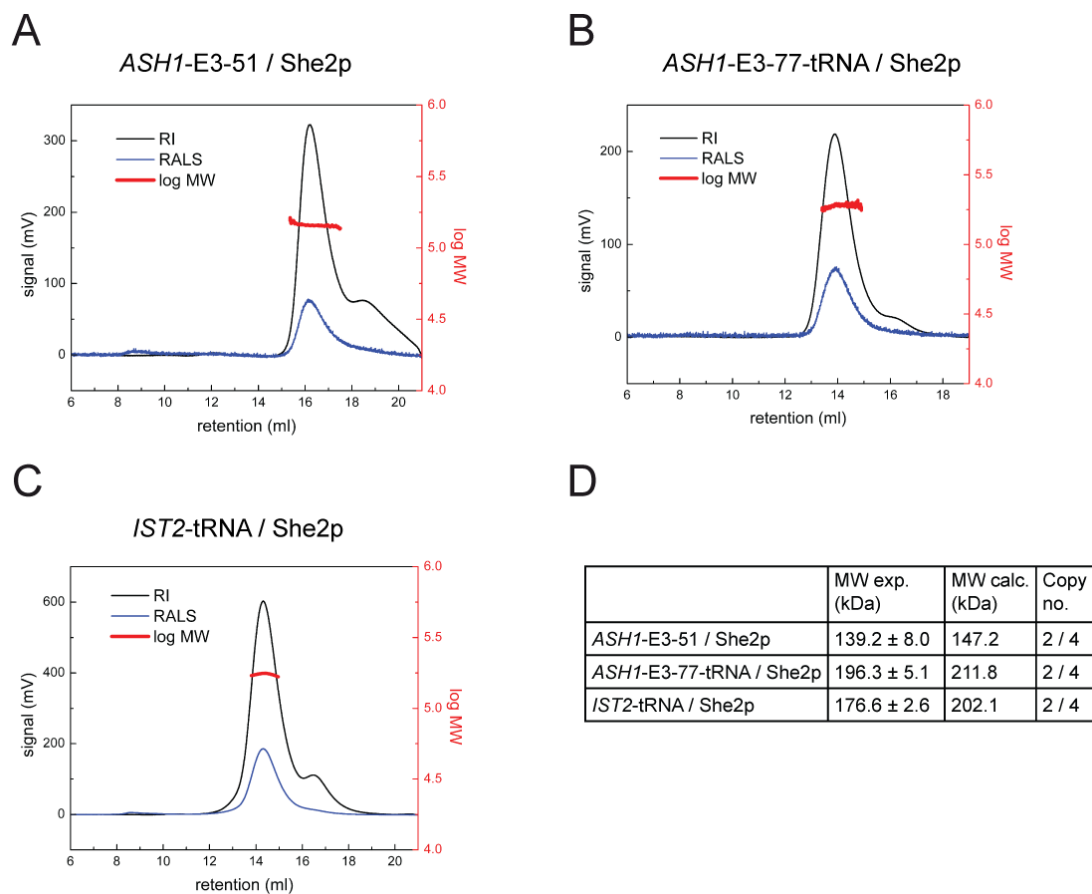 A
ASH1-E3-51 / She2p
RI
RALS
log MW
300
200
100
0
signal (mV)
6.0
5.5
5.0
4.5
4.0
log MW
6 8 10 12 14 16 18 20
retention (ml)
B
ASH1-E3-77-tRNA / She2p
RI
RALS
log MW
200
100
0
signal (mV)
6.0
5.5
5.0
4.5
4.0
log MW
6 8 10 12 14 16 18
retention (ml)
C
IST2-tRNA / She2p
RI
RALS
log MW
600
400
200
0
signal (mV)
6.0
5.5
5.0
4.5
4.0
log MW
6 8 10 12 14 16 18 20
retention (ml)
D
MW exp. (kDa) MW calc. (kDa) Copy no.
ASH1-E3-51 / She2p 139.2 ± 8.0 147.2 2 / 4
ASH1-E3-77-tRNA / She2p 196.3 ± 5.1 211.8 2 / 4
IST2-tRNA / She2p 176.6 ± 2.6 202.1 2 / 4